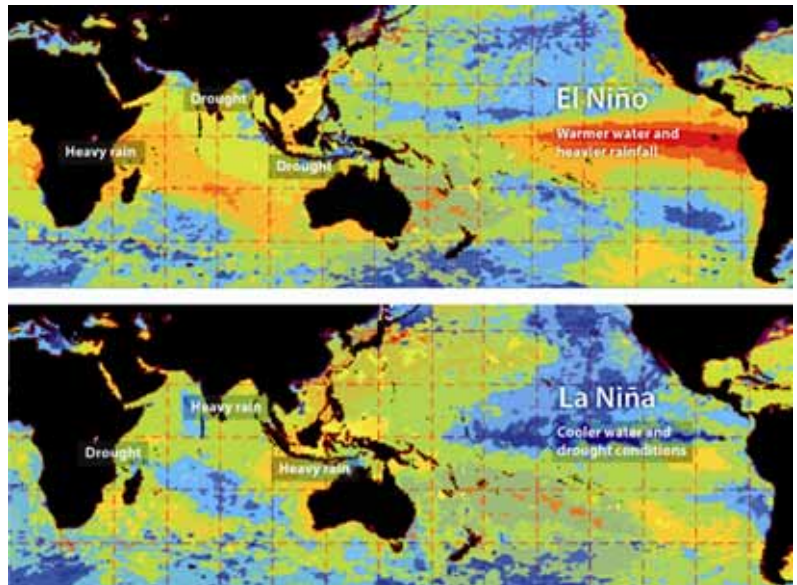 El Niño
Warmer water and
heavier rainfall
Drought
Heavy rain
Drought
La Niña
Cooler water and
drought conditions
Heavy rain
Drought
Heavy rain